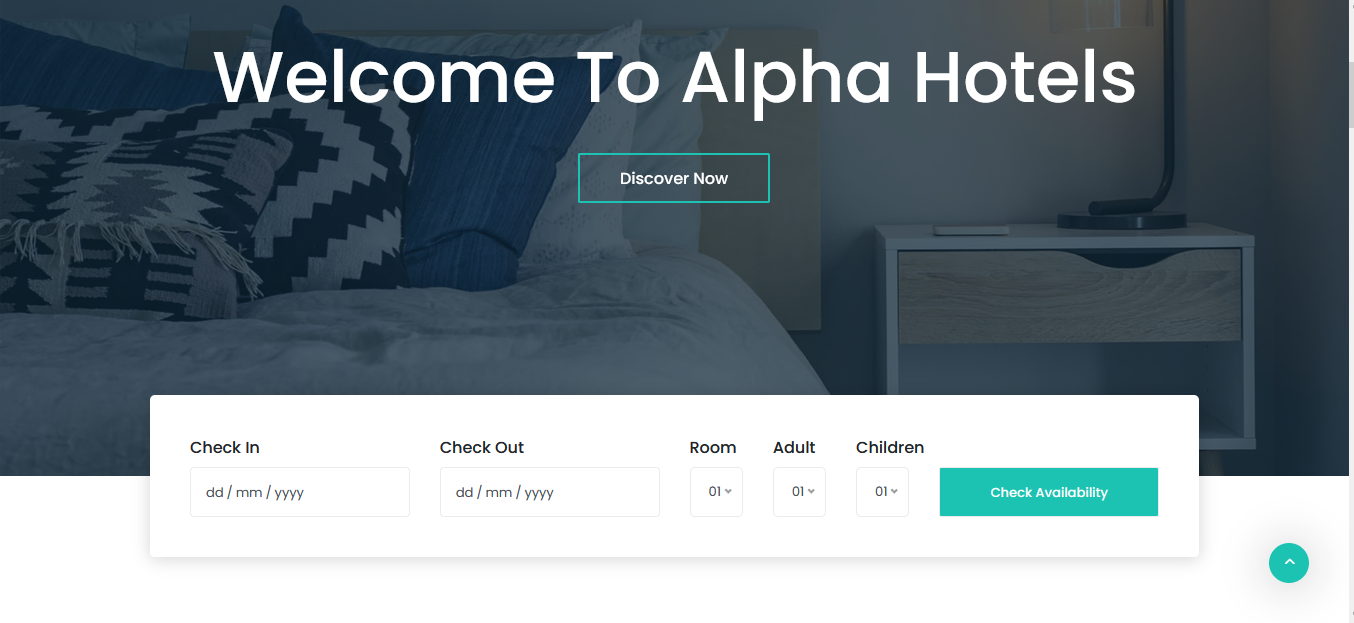 Welcome To Alpha Hotels
Discover Now
Check In
Check Out
Room
Adult
Children
dd / mm / yyyy
dd / mm / yyyy
01
01
01
Check Availability